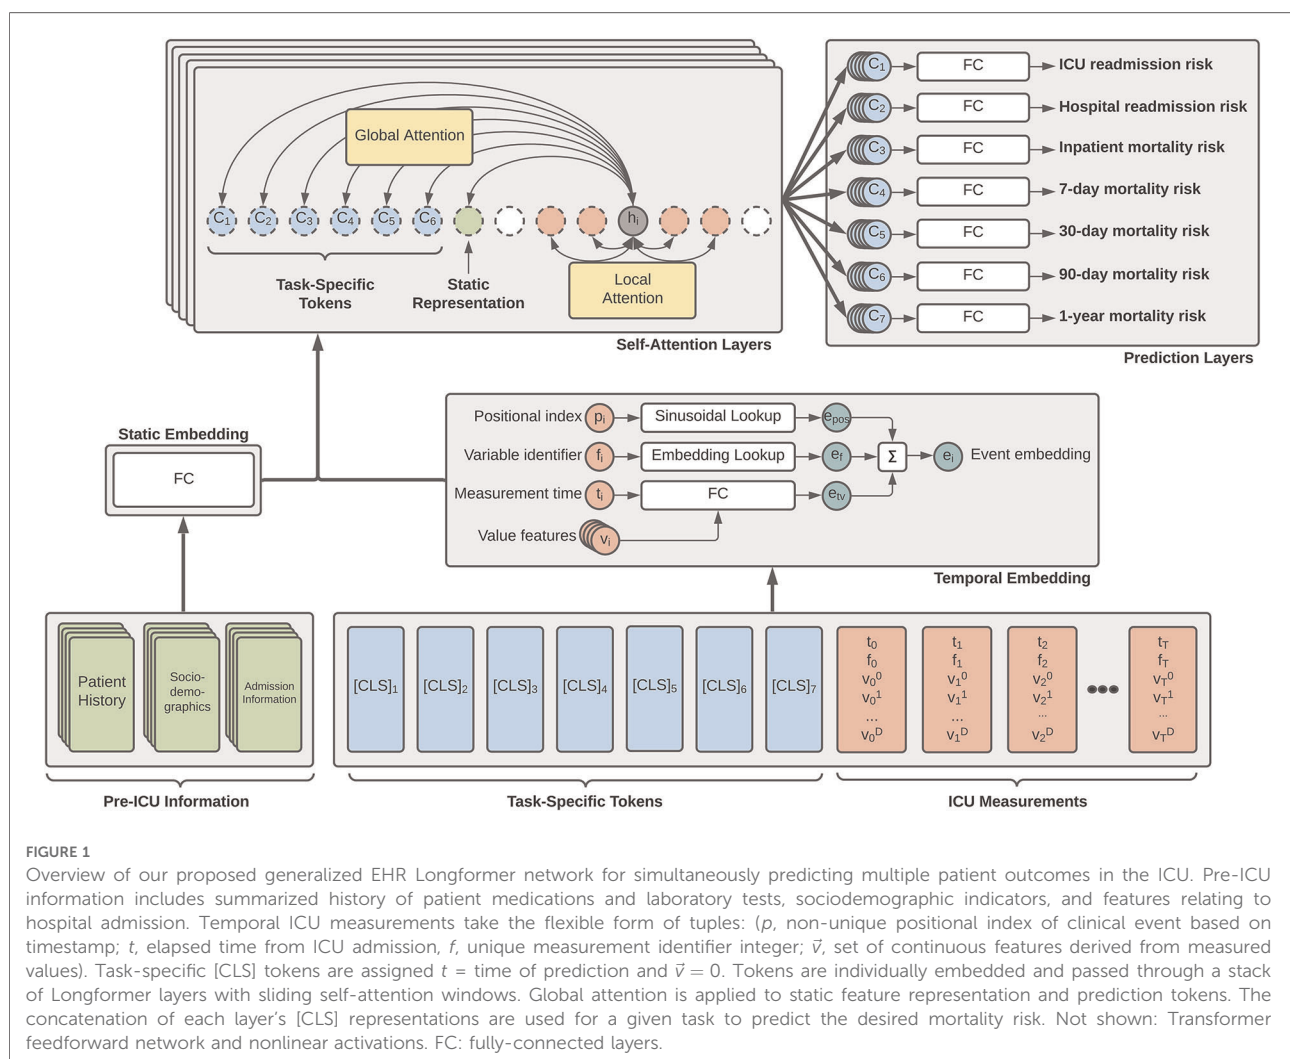 Global Attention
C1 C2 C3 C4 C5 C6 hi
Task-Specific
Tokens
Static
Representation
Local
Attention
Self-Attention Layers
C1 FC ICU readmission risk
C2 FC Hospital readmission risk
C3 FC Inpatient mortality risk
C4 FC 7-day mortality risk
C5 FC 30-day mortality risk
C6 FC 90-day mortality risk
C7 FC 1-year mortality risk
Prediction Layers
Static Embedding
FC
Positional index pi Sinusoidal Lookup epos
Variable identifier fi Embedding Lookup ef Σ ei Event embedding
Measurement time ti FC etv
Value features vi
Temporal Embedding
Patient
History
Socio-
demo-
graphics
Admission
Information
Pre-ICU Information
[CLS]1 [CLS]2 [CLS]3 [CLS]4 [CLS]5 [CLS]6 [CLS]7
Task-Specific Tokens
t0 t1 t2 tT
f0 f1 f2 fT
v0^0 v1^0 v2^0 vT^0
v0^1 v1^1 v2^1 vT^1
... ... ... ...
v0^D v1^D v2^D vT^D
ICU Measurements
FIGURE 1
Overview of our proposed generalized EHR Longformer network for simultaneously predicting multiple patient outcomes in the ICU. Pre-ICU
information includes summarized history of patient medications and laboratory tests, sociodemographic indicators, and features relating to
hospital admission. Temporal ICU measurements take the flexible form of tuples: (p, non-unique positional index of clinical event based on
timestamp; t, elapsed time from ICU admission, f, unique measurement identifier integer; v⃗, set of continuous features derived from measured
values). Task-specific [CLS] tokens are assigned t = time of prediction and v⃗ = 0. Tokens are individually embedded and passed through a stack
of Longformer layers with sliding self-attention windows. Global attention is applied to static feature representation and prediction tokens. The
concatenation of each layer's [CLS] representations are used for a given task to predict the desired mortality risk. Not shown: Transformer
feedforward network and nonlinear activations. FC: fully-connected layers.